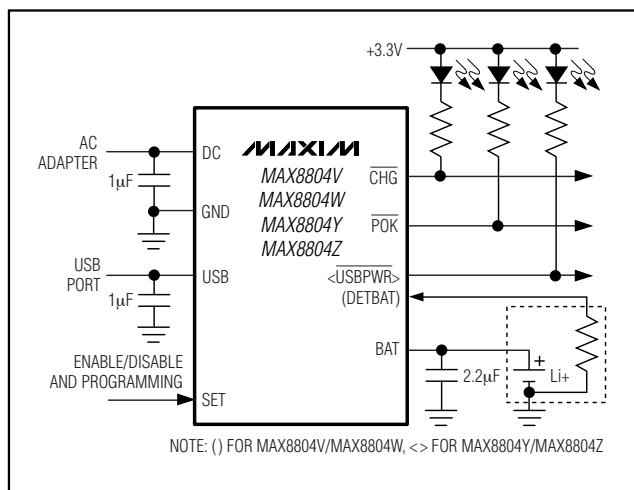 +3.3V
AC
ADAPTER
DC
MAXIM
1µF
MAX8804V
CHG
MAX8804W
GND
MAX8804Y
POK
MAX8804Z
USB
PORT
USB
<USBPWR>
(DETBAT)
1µF
BAT
ENABLE/DISABLE
AND PROGRAMMING
2.2µF
+
Li+
SET
NOTE: () FOR MAX8804V/MAX8804W, <> FOR MAX8804Y/MAX8804Z